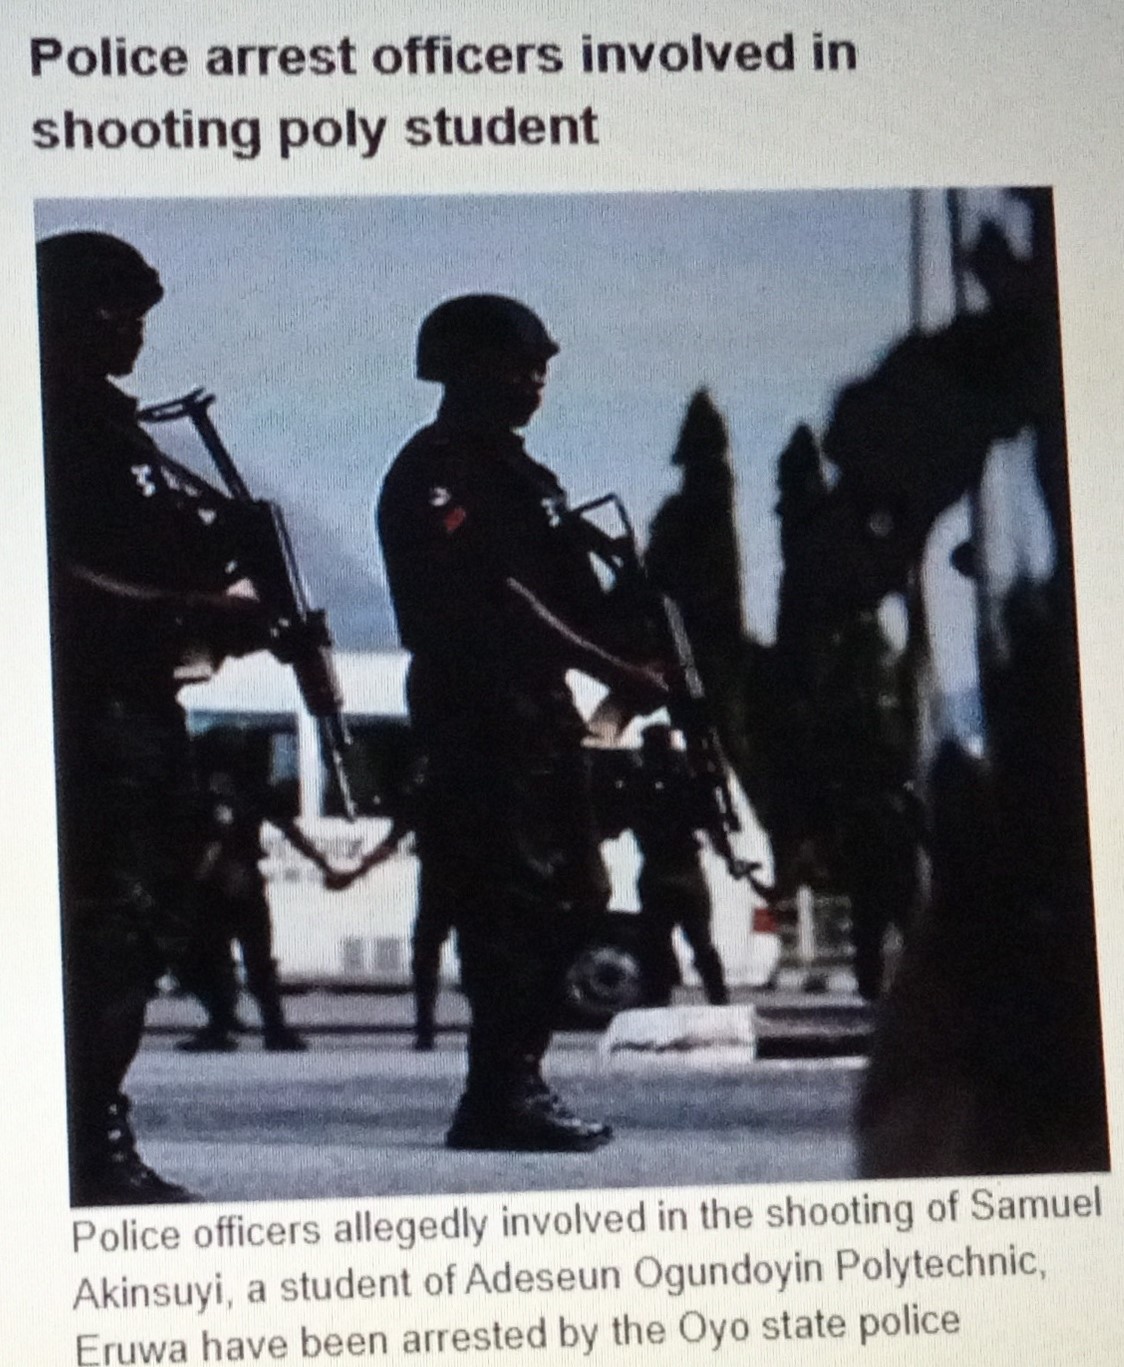 Police arrest officers involved in
shooting poly student
Police officers allegedly involved in the shooting of Samuel
Akinsuyi, a student of Adeseun Ogundoyin Polytechnic,
Eruwa have been arrested by the Oyo state police